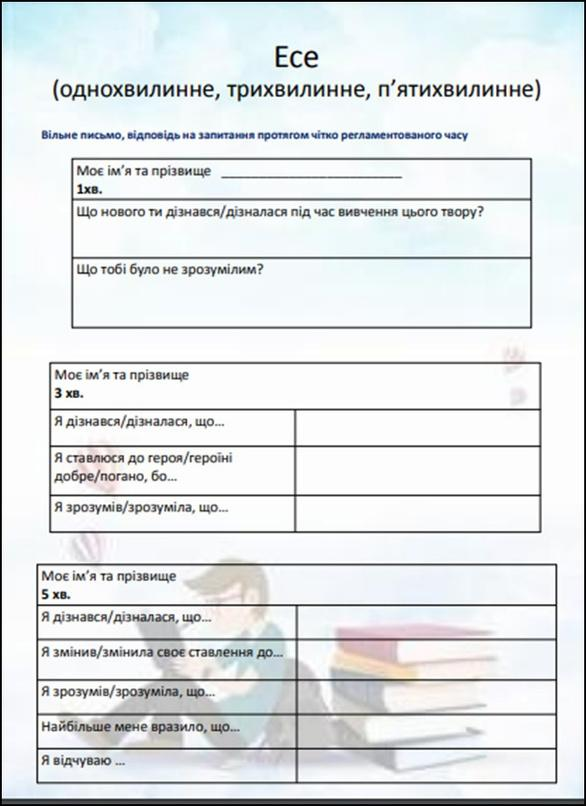 Есе
(однохвилинне, трихвилинне, п’ятихвилинне)
Вільне письмо, відповідь на запитання протягом чітко регламентованого часу
Моє ім’я та прізвище ________________________
1хв.
Що нового ти дізнався/дізналася під час вивчення цього твору?
Що тобі було не зрозумілим?
Моє ім’я та прізвище
3 хв.
Я дізнався/дізналася, що...
Я ставлюся до героя/героїні
добре/погано, бо...
Я зрозумів/зрозуміла, що...
Моє ім’я та прізвище
5 хв.
Я дізнався/дізналася, що...
Я змінив/змінила своє ставлення до...
Я зрозумів/зрозуміла, що...
Найбільше мене вразило, що...
Я відчуваю ...